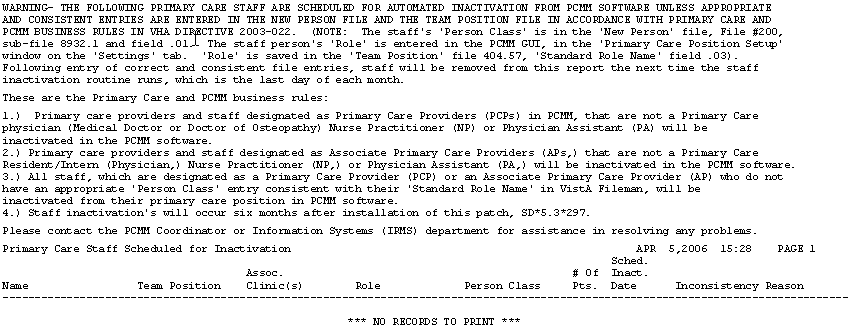 WARNING- THE FOLLOWING PRIMARY CARE STAFF ARE SCHEDULED FOR AUTOMATED INACTIVATION FROM PCMM SOFTWARE UNLESS APPROPRIATE
AND CONSISTENT ENTRIES ARE ENTERED IN THE NEW PERSON FILE AND THE TEAM POSITION FILE IN ACCORDANCE WITH PRIMARY CARE AND
PCMM BUSINESS RULES IN VHA DIRECTIVE 2003-022. (NOTE: The staff's 'Person Class' is in the 'New Person' file, File #200,
sub-file 8932.1 and field .01. The staff person's 'Role' is entered in the PCMM GUI, in the 'Primary Care Position Setup'
window on the 'Settings' tab. 'Role' is saved in the 'Team Position' file 404.57, 'Standard Role Name' field .03).
Following entry of correct and consistent file entries, staff will be removed from this report the next time the staff
inactivation routine runs, which is the last day of each month.
These are the Primary Care and PCMM business rules:
1.) Primary care providers and staff designated as Primary Care Providers (PCPs) in PCMM, that are not a Primary Care
physician (Medical Doctor or Doctor of Osteopathy) Nurse Practitioner (NP) or Physician Assistant (PA) will be
inactivated in the PCMM software.
2.) Primary care providers and staff designated as Associate Primary Care Providers (APs,) that are not a Primary Care
Resident/Intern (Physician,) Nurse Practitioner (NP,) or Physician Assistant (PA,) will be inactivated in the PCMM software.
3.) All staff, which are designated as a Primary Care Provider (PCP) or an Associate Primary Care Provider (AP) who do not
have an appropriate 'Person Class' entry consistent with their 'Standard Role Name' in VistA Fileman, will be
inactivated from their primary care position in PCMM software.
4.) Staff inactivation's will occur six months after installation of this patch, SD*5.3*297.
Please contact the PCMM Coordinator or Information Systems (IRMS) department for assistance in resolving any problems.
Primary Care Staff Scheduled for Inactivation APR 5,2006 15:28 PAGE 1
Sched.
Assoc. # Of Inact.
Name Team Position Clinic(s) Role Person Class Pts. Date Inconsistency Reason
*** NO RECORDS TO PRINT ***